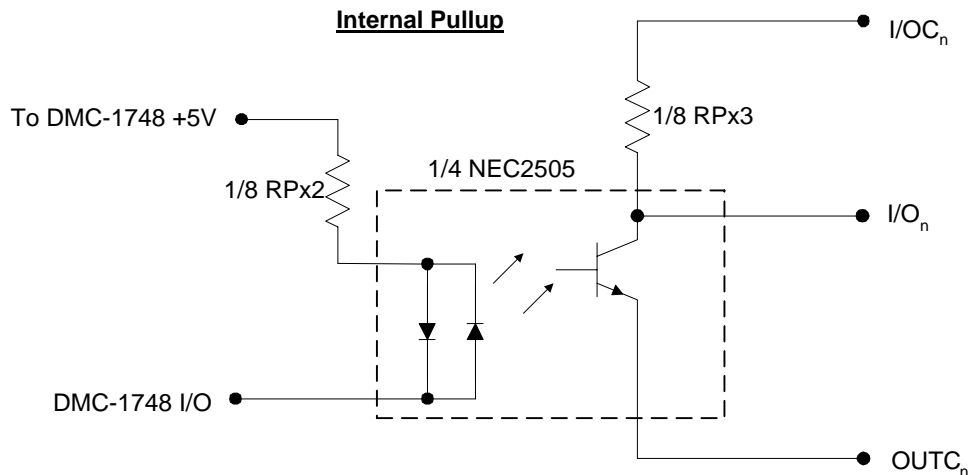 Internal Pullup
I/OCn
To DMC-1748 +5V
1/8 RPx3
1/4 NEC2505
1/8 RPx2
I/On
DMC-1748 I/O
OUTCn